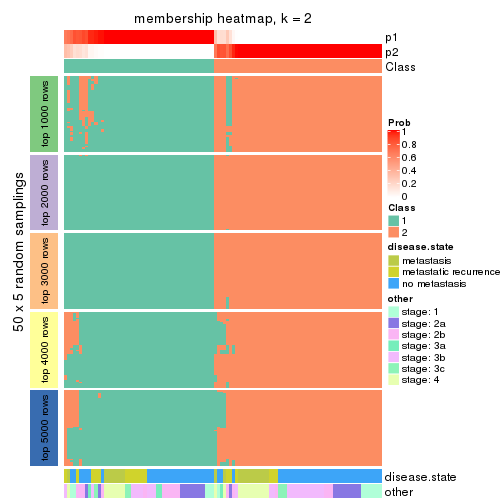 membership heatmap, k = 2
p1
p2
Class
50 x 5 random samplings
top 1000 rows
top 2000 rows
top 3000 rows
top 4000 rows
top 5000 rows
Prob
1
0.8
0.6
0.4
0.2
0
Class
1
2
disease.state
metastasis
metastatic recurrence
no metastasis
other
stage: 1
stage: 2a
stage: 2b
stage: 3a
stage: 3b
stage: 3c
stage: 4
disease.state
other